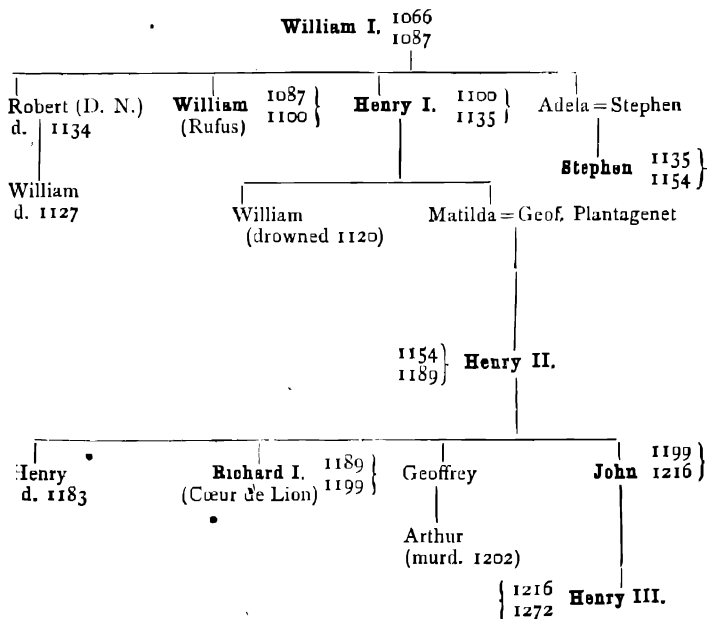 William I. 1066
1087
Robert (D. N.) William 1087 Henry I. 1100 Adela = Stephen
d. 1134 (Rufus) 1100 1135
Stephen 1135
1154
William
d. 1127
William Matilda = Geof. Plantagenet
(drowned 1120)
1154
1189 Henry II.
Henry Richard I. 1189 Geoffrey John 1199
d. 1183 (Cœur de Lion) 1199 1216
Arthur
(murd. 1202)
1216 Henry III.
1272